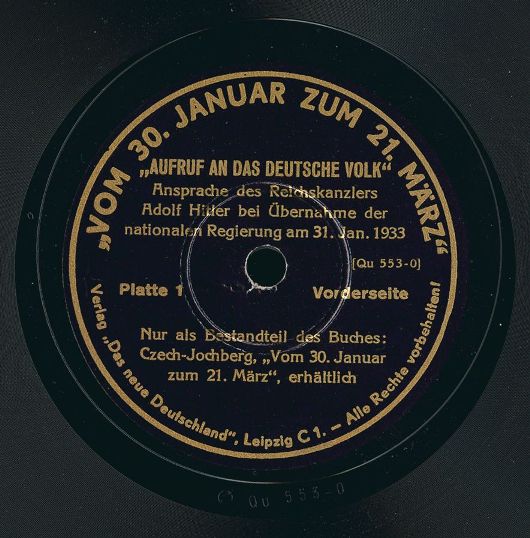 „VOM 30. JANUAR ZUM 21. MÄRZ“
„AUFRUF AN DAS DEUTSCHE VOLK“
Ansprache des Reichskanzlers
Adolf Hitler bei Übernahme der
nationalen Regierung am 31. Jan. 1933
[Qu 553-0]
Platte 1 Vorderseite
Nur als Bestandteil des Buches:
Czech-Jochberg, „Vom 30. Januar
zum 21. März“, erhältlich
Verlag „Das neue Deutschland“, Leipzig C 1. – Alle Rechte vorbehalten!
Qu 553-0